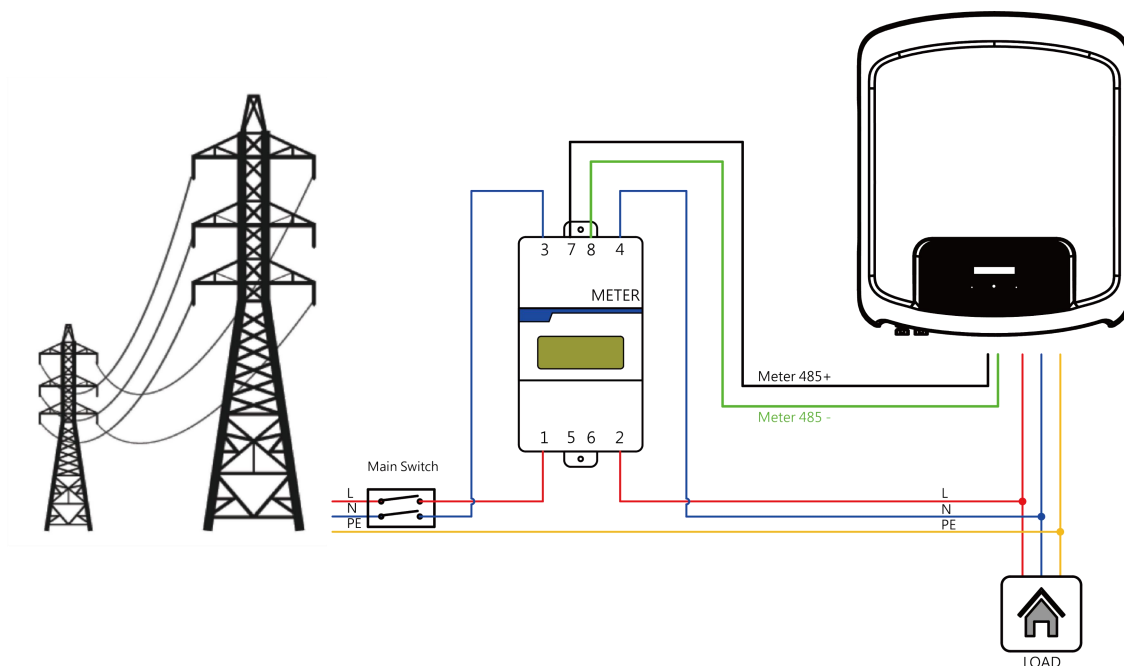 3 7 8 4
METER
Meter 485+
Meter 485 -
1 5 6 2
Main Switch
L
N
PE
L
N
PE
LOAD